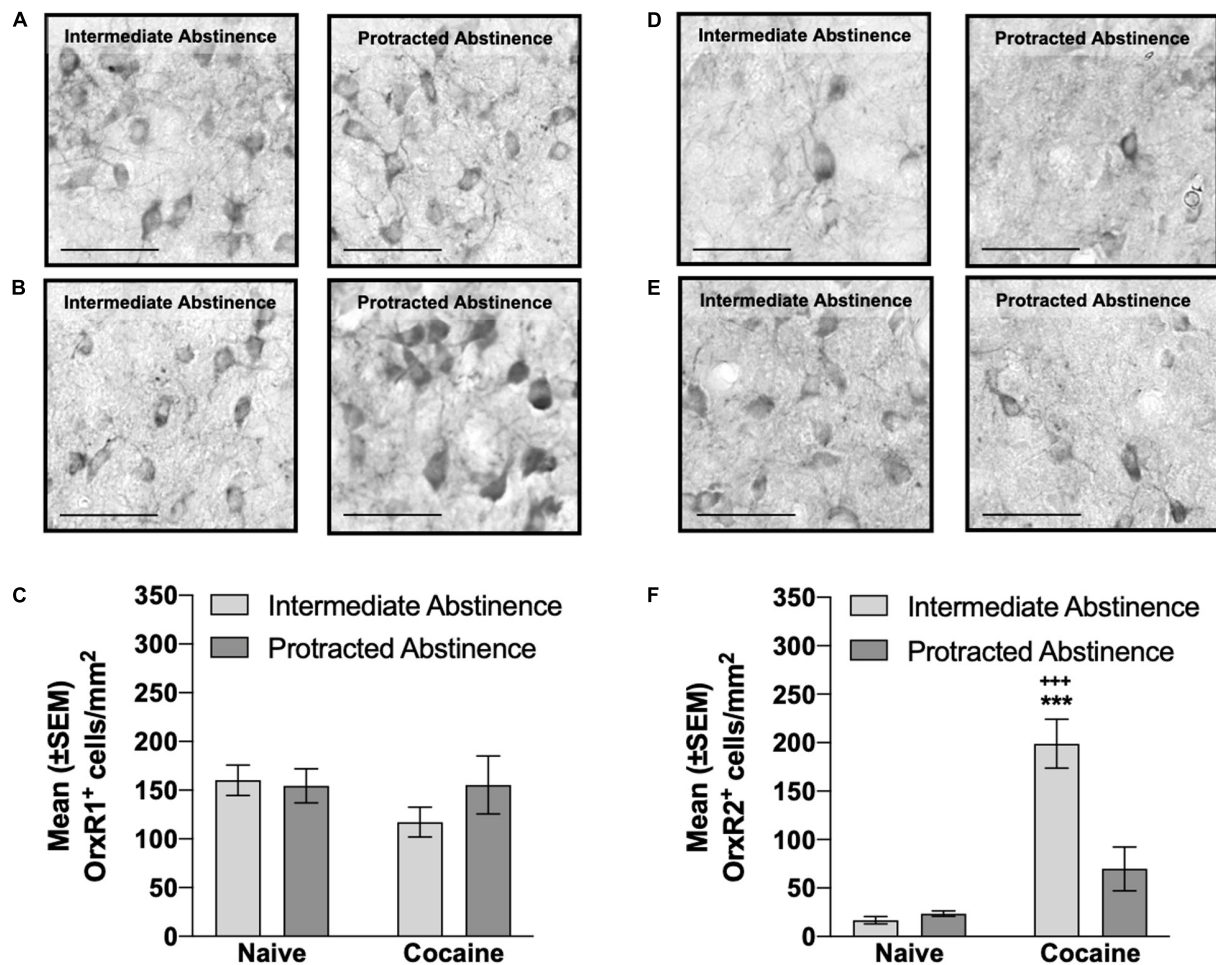 A
Intermediate Abstinence
Protracted Abstinence
D
Intermediate Abstinence
Protracted Abstinence
B
Intermediate Abstinence
Protracted Abstinence
E
Intermediate Abstinence
Protracted Abstinence
C
Mean (±SEM)
OrxR1⁺ cells/mm²
350
300
250
200
150
100
50
0
Intermediate Abstinence
Protracted Abstinence
Naive
Cocaine
F
Mean (±SEM)
OrxR2⁺ cells/mm²
350
300
250
200
150
100
50
0
Intermediate Abstinence
Protracted Abstinence
+++
***
Naive
Cocaine